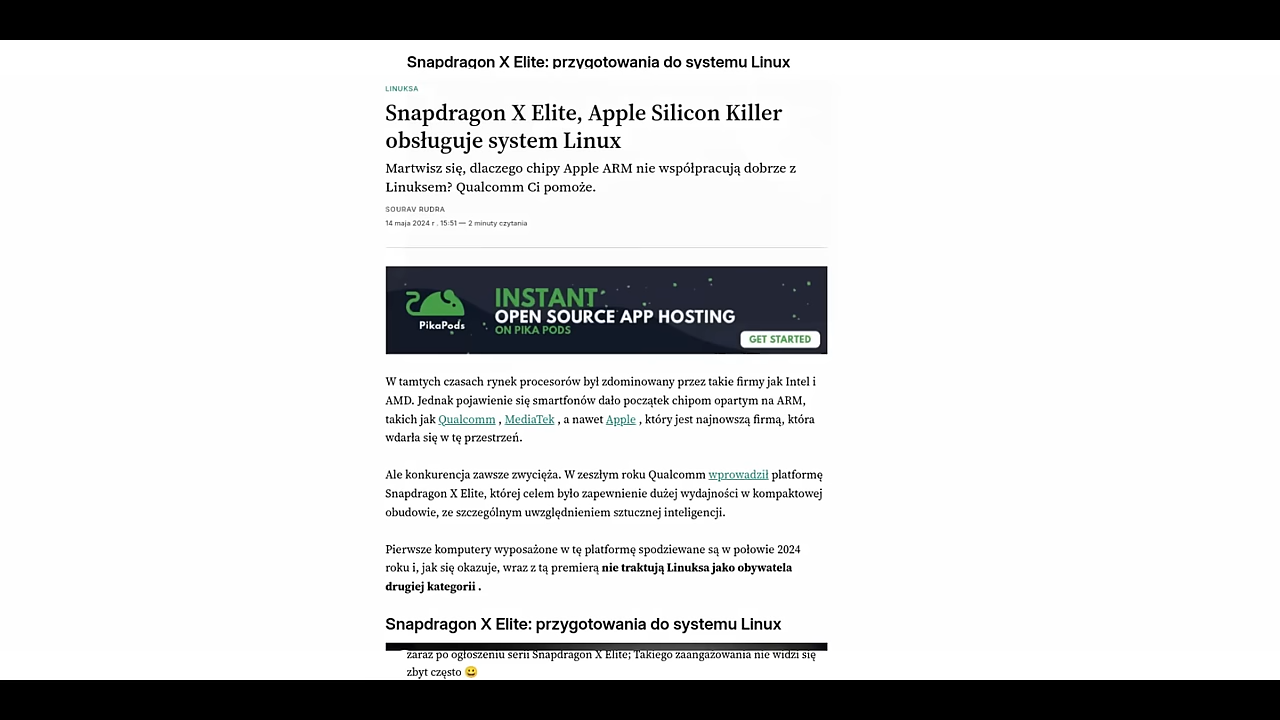 Snapdragon X Elite: przygotowania do systemu Linux
LINUKSA
Snapdragon X Elite, Apple Silicon Killer
obsługuje system Linux
Martwisz się, dlaczego chipy Apple ARM nie współpracują dobrze z
Linuksem? Qualcomm Ci pomoże.
SOURAV RUDRA
14 maja 2024 r . 15:51 — 2 minuty czytania
PikaPods
INSTANT
OPEN SOURCE APP HOSTING
ON PIKA PODS
GET STARTED
W tamtych czasach rynek procesorów był zdominowany przez takie firmy jak Intel i
AMD. Jednak pojawienie się smartfonów dało początek chipom opartym na ARM,
takich jak Qualcomm , MediaTek , a nawet Apple , który jest najnowszą firmą, która
wdarła się w tę przestrzeń.
Ale konkurencja zawsze zwycięża. W zeszłym roku Qualcomm wprowadził platformę
Snapdragon X Elite, której celem było zapewnienie dużej wydajności w kompaktowej
obudowie, ze szczególnym uwzględnieniem sztucznej inteligencji.
Pierwsze komputery wyposażone w tę platformę spodziewane są w połowie 2024
roku i, jak się okazuje, wraz z tą premierą nie traktują Linuksa jako obywatela
drugiej kategorii .
Snapdragon X Elite: przygotowania do systemu Linux
zaraz po ogłoszeniu serii Snapdragon X Elite; Takiego zaangażowania nie widzi się
zbyt często 😀